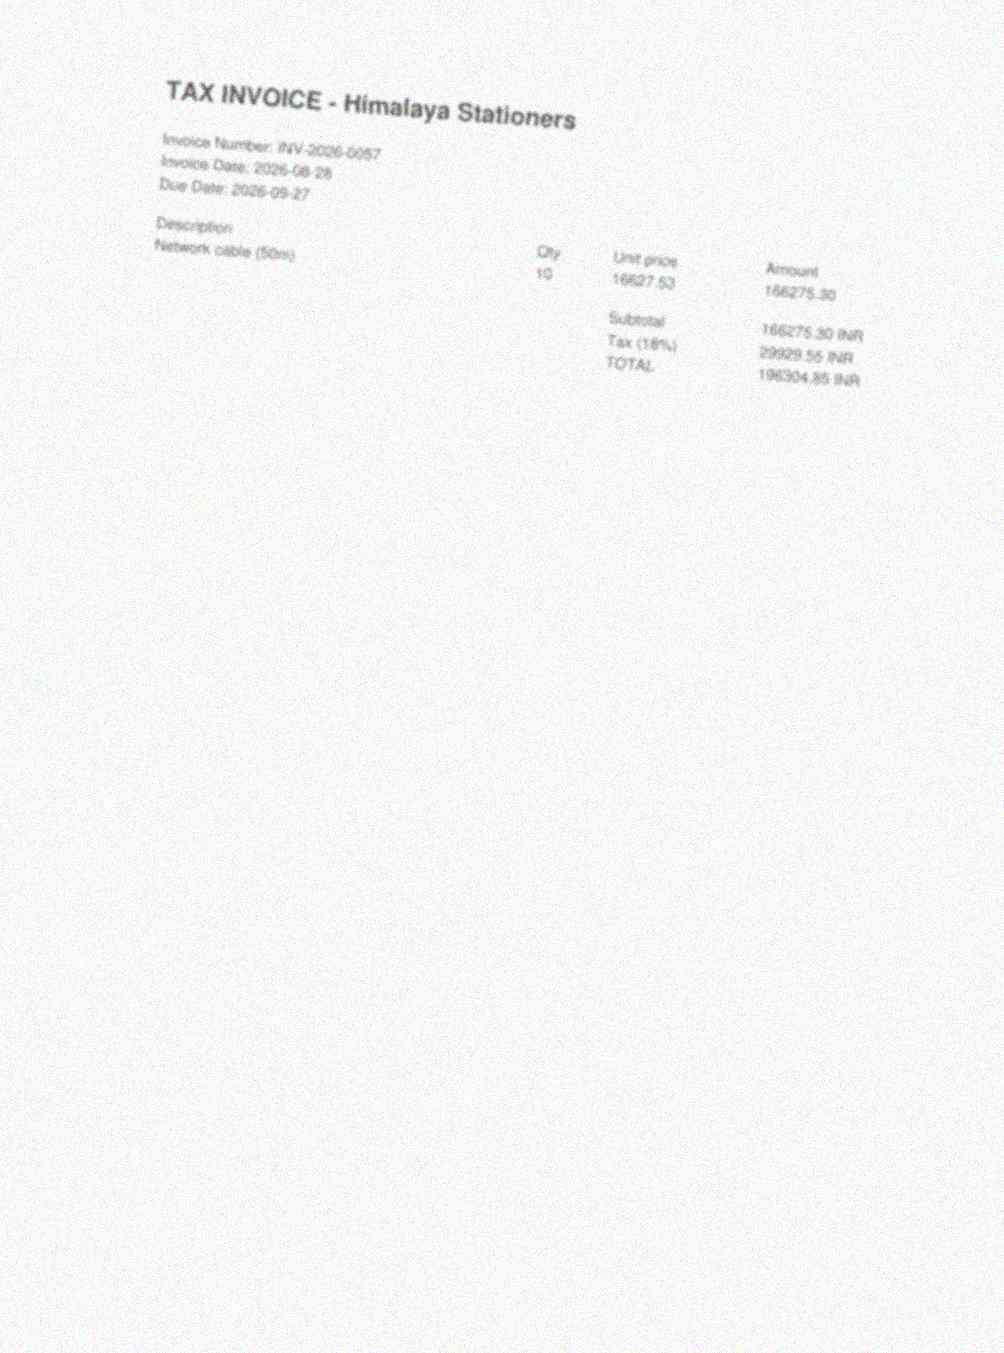 TAX INVOICE - Himalaya Stationers
Invoice Number: INV-2026-0057
Invoice Date: 2026-08-28
Due Date: 2026-09-27
Description Qty Unit price Amount
Network cable (50m) 10 16627.53 166275.30
Subtotal 166275.30 INR
Tax (18%) 29929.55 INR
TOTAL 196304.85 INR